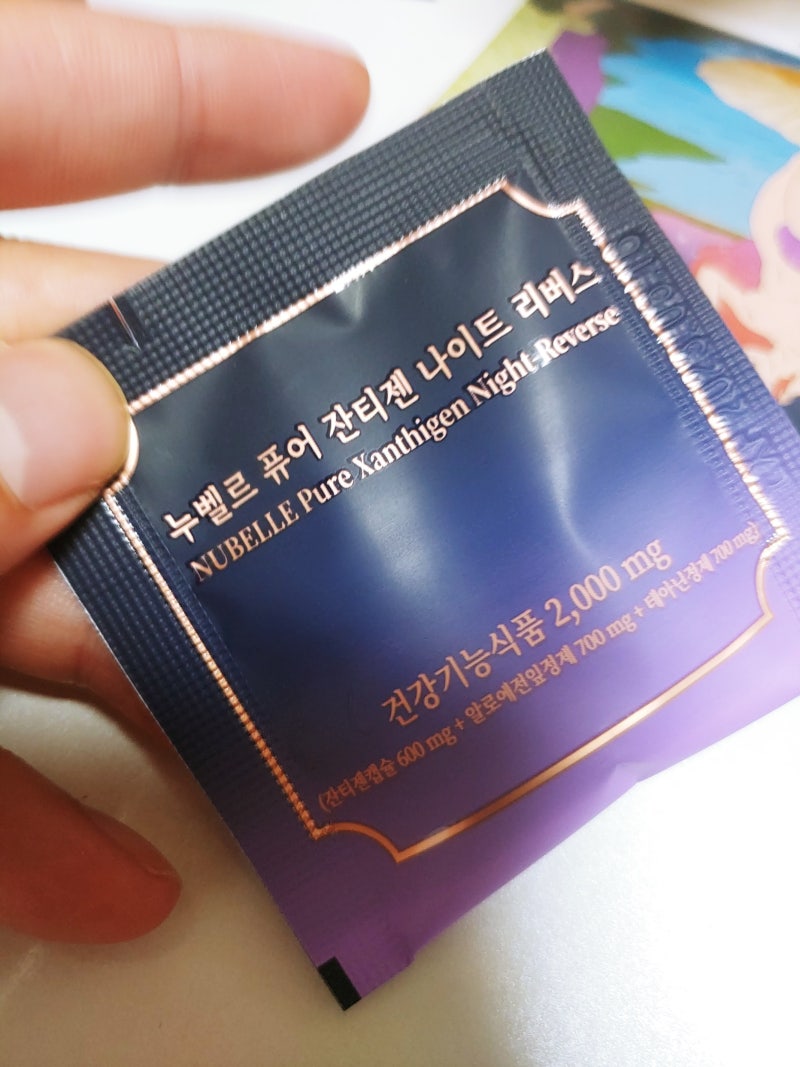 누벨르 퓨어 잔티젠 나이트 리버스
NUBELLE Pure Xanthigen Night Reverse
건강기능식품 2,000 mg
(잔티젠캡슐 600 mg + 알로에전잎정제 700 mg + 테아닌정제 700 mg)